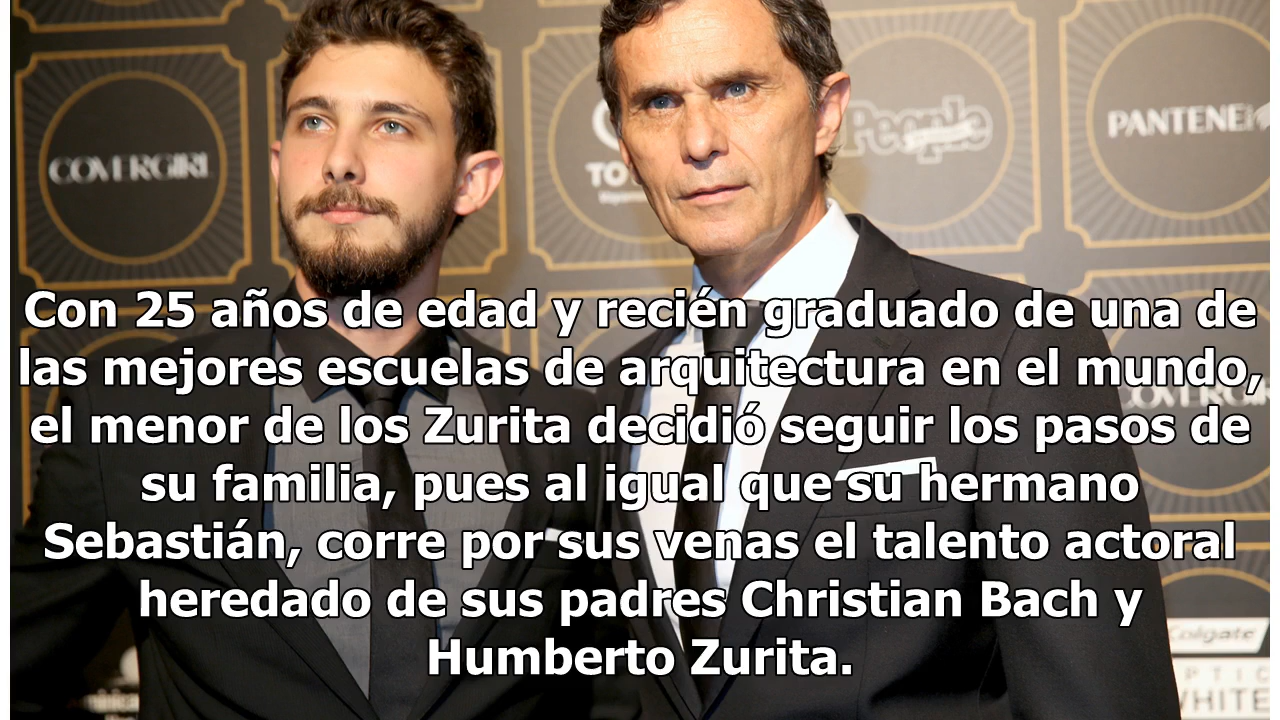 COVERGIRL
People
PANTENE
Con 25 años de edad y recién graduado de una de
las mejores escuelas de arquitectura en el mundo,
el menor de los Zurita decidió seguir los pasos de
su familia, pues al igual que su hermano
Sebastián, corre por sus venas el talento actoral
heredado de sus padres Christian Bach y
Humberto Zurita.
COVERGIRL
Colgate
OPTIC
WHITE